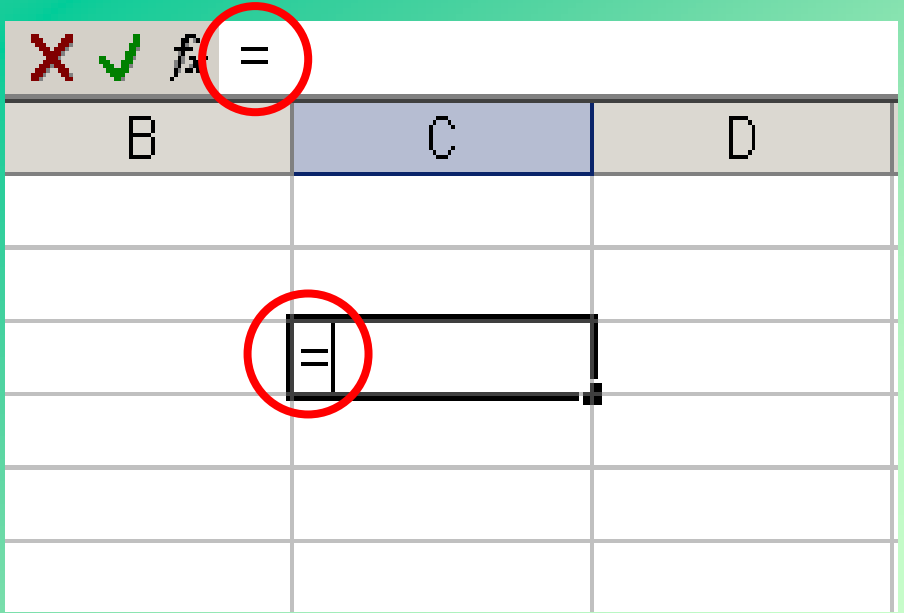 fx =
B C D
=